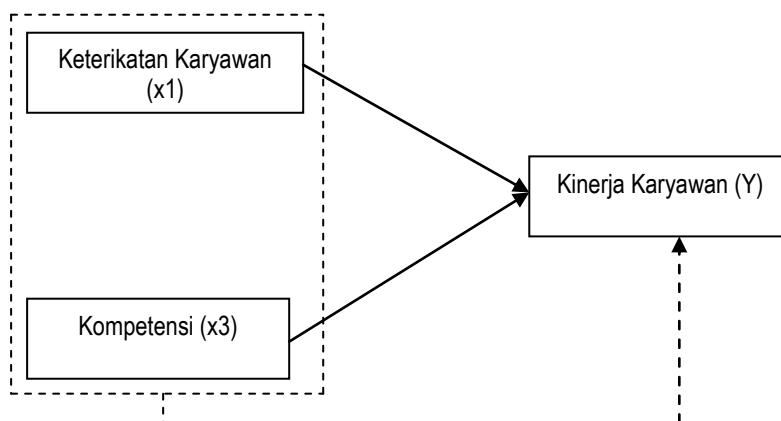 Keterikatan Karyawan
(x1)
Kinerja Karyawan (Y)
Kompetensi (x3)